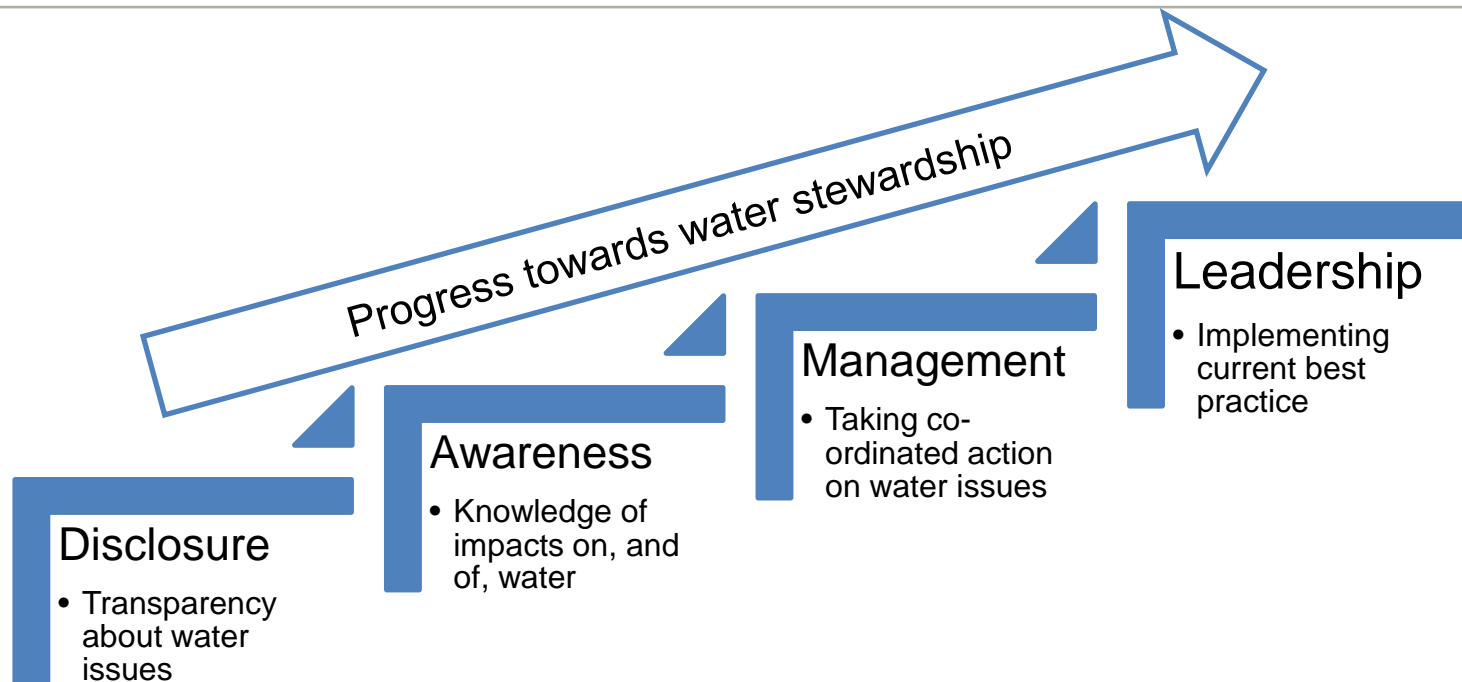 Progress towards water stewardship
Disclosure
• Transparency
about water
issues
Awareness
• Knowledge of
impacts on, and
of, water
Management
• Taking co-
ordinated action
on water issues
Leadership
• Implementing
current best
practice